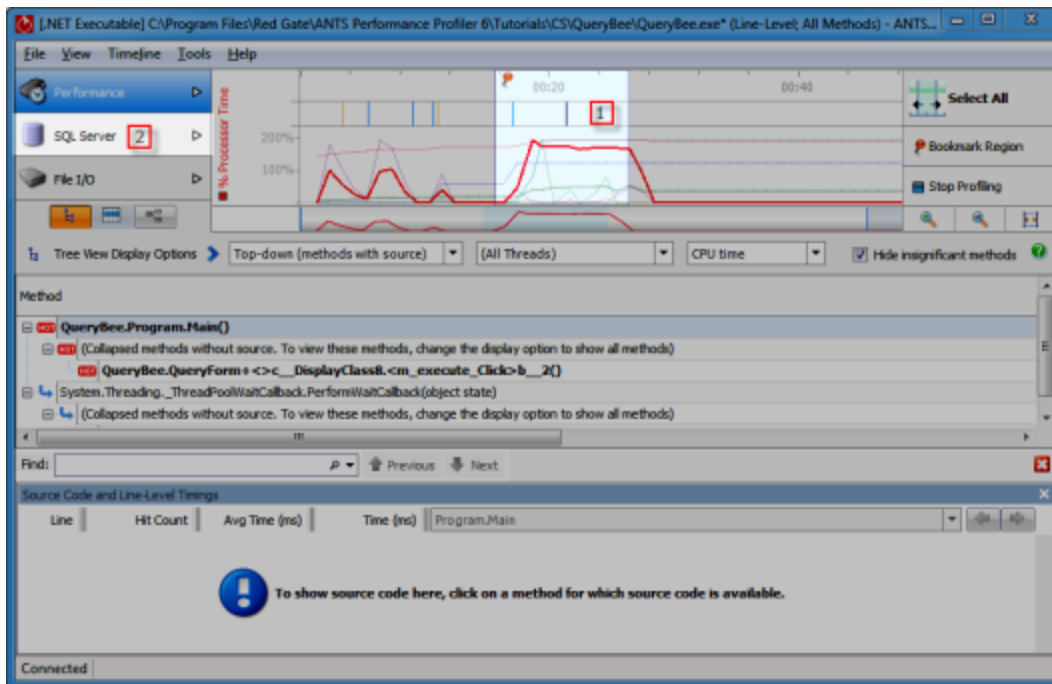 [.NET Executable] C:\Program Files\Red Gate\ANTS Performance Profiler 6\Tutorials\CS\QueryBee\QueryBee.exe* (Line-Level; All Methods) - ANTS...
File View Timeline Tools Help
Performance
SQL Server 2
File I/O
% Processor Time
00:20 00:40
1
200%
100%
Select All
Bookmark Region
Stop Profiling
Tree View Display Options Top-down (methods with source) (All Threads) CPU time Hide insignificant methods
Method
QueryBee.Program.Main()
(Collapsed methods without source. To view these methods, change the display option to show all methods)
QueryBee.QueryForm+<>c__DisplayClass8.<m_execute_Click>b__2()
System.Threading._ThreadPoolWaitCallback.PerformWaitCallback(object state)
(Collapsed methods without source. To view these methods, change the display option to show all methods)
Find: Previous Next
Source Code and Line-Level Timings
Line Hit Count Avg Time (ms) Time (ms) Program.Main
To show source code here, click on a method for which source code is available.
Connected